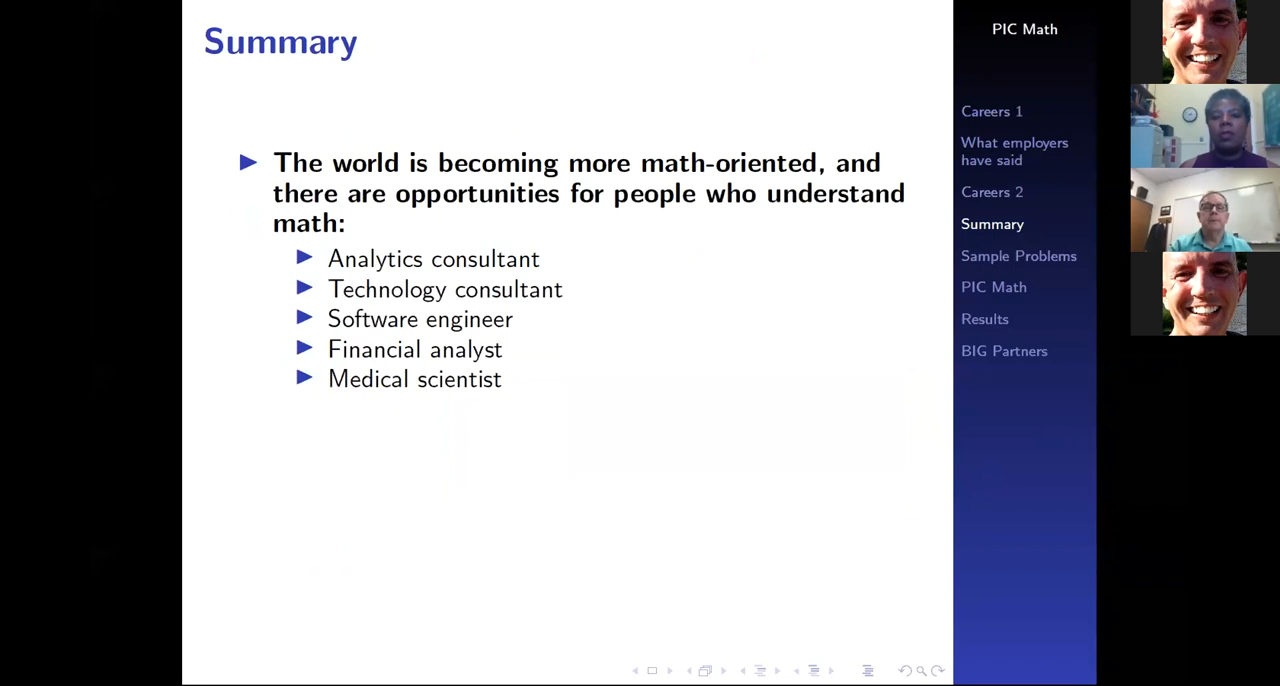 Summary
The world is becoming more math-oriented, and
there are opportunities for people who understand
math:
Analytics consultant
Technology consultant
Software engineer
Financial analyst
Medical scientist
PIC Math
Careers 1
What employers
have said
Careers 2
Summary
Sample Problems
PIC Math
Results
BIG Partners